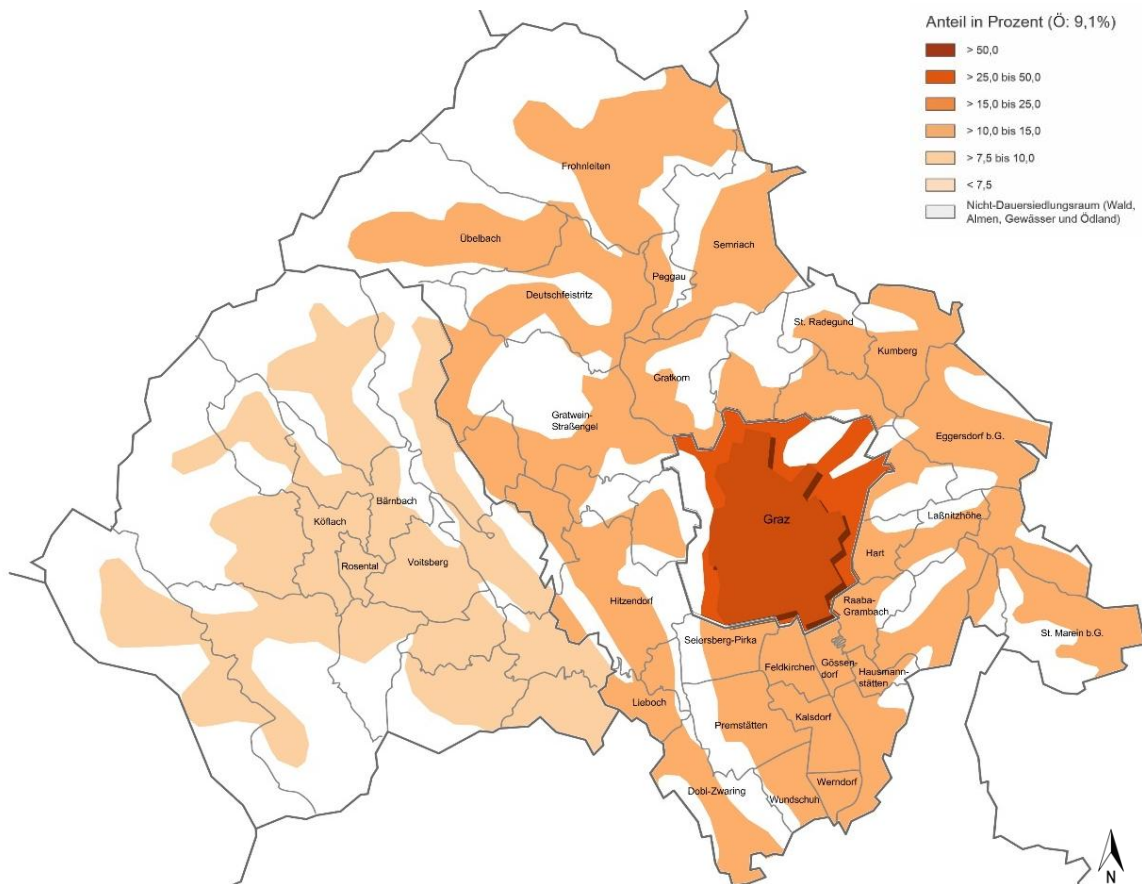 Anteil in Prozent (Ö: 9,1%)
> 50,0
> 25,0 bis 50,0
> 15,0 bis 25,0
> 10,0 bis 15,0
> 7,5 bis 10,0
< 7,5
Nicht-Dauersiedlungsraum (Wald,
Almen, Gewässer und Ödland)
Frohnleiten
Übelbach
Semriach
Peggau
Deutschfeistritz
St. Radegund
Kumberg
Gratkorn
Gratwein-
Straßengel
Eggersdorf b.G.
Bärnbach
Köflach
Graz
Laßnitzhöhe
Hart
Rosental
Voitsberg
Hitzendorf
Raaba-
Grambach
St. Marein b.G.
Seiersberg-Pirka
Feldkirchen
Gössen-
dorf
Hausmann-
stätten
Lieboch
Premstätten
Kalsdorf
Werndorf
Dobl-Zwaring
Wundschuh
N